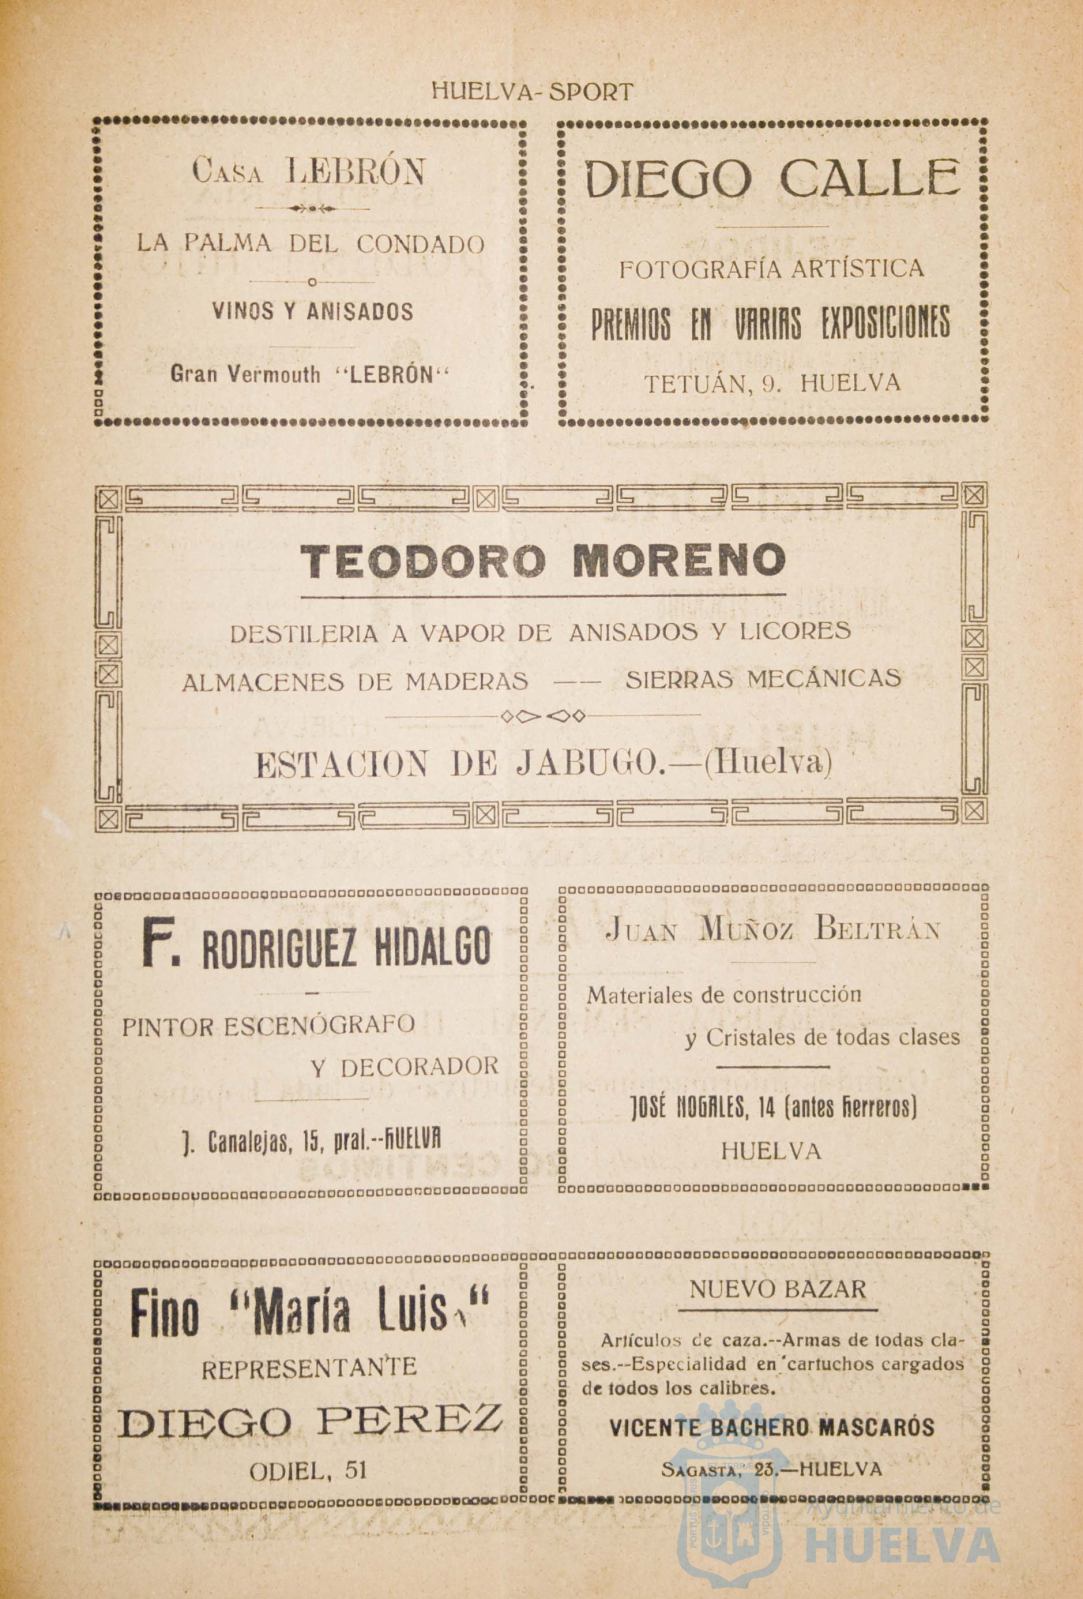 HUELVA-SPORT
CASA LEBRÓN
LA PALMA DEL CONDADO
VINOS Y ANISADOS
Gran Vermouth "LEBRÓN"
DIEGO CALLE
FOTOGRAFÍA ARTÍSTICA
PREMIOS EN VARIAS EXPOSICIONES
TETUÁN, 9. HUELVA
TEODORO MORENO
DESTILERIA A VAPOR DE ANISADOS Y LICORES
ALMACENES DE MADERAS —— SIERRAS MECÁNICAS
ESTACION DE JABUGO.—(Huelva)
F. RODRIGUEZ HIDALGO
PINTOR ESCENÓGRAFO
Y DECORADOR
J. Canalejas, 15, pral.--HUELVA
JUAN MUÑOZ BELTRÁN
Materiales de construcción
y Cristales de todas clases
JOSÉ NOGALES, 14 (antes herreros)
HUELVA
Fino "María Luisa"
REPRESENTANTE
DIEGO PEREZ
ODIEL, 51
NUEVO BAZAR
Artículos de caza.--Armas de todas cla-
ses.--Especialidad en cartuchos cargados
de todos los calibres.
VICENTE BACHERO MASCARÓS
SAGASTA, 23.—HUELVA
Ayuntamiento de
HUELVA